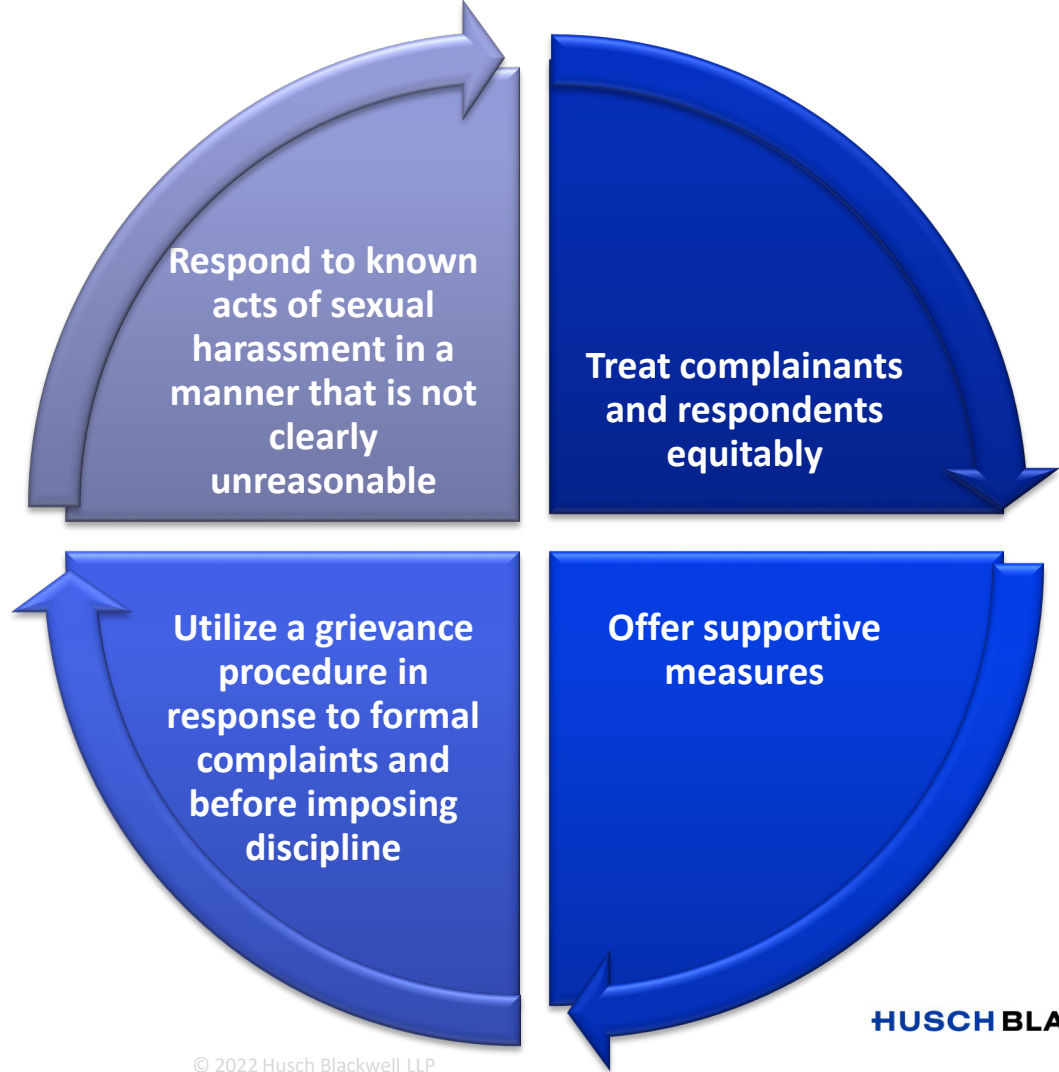 Respond to known
acts of sexual
harassment in a
manner that is not
clearly
unreasonable
Treat complainants
and respondents
equitably
Utilize a grievance
procedure in
response to formal
complaints and
before imposing
discipline
Offer supportive
measures
HUSCH BLA
© 2022 Husch Blackwell LLP